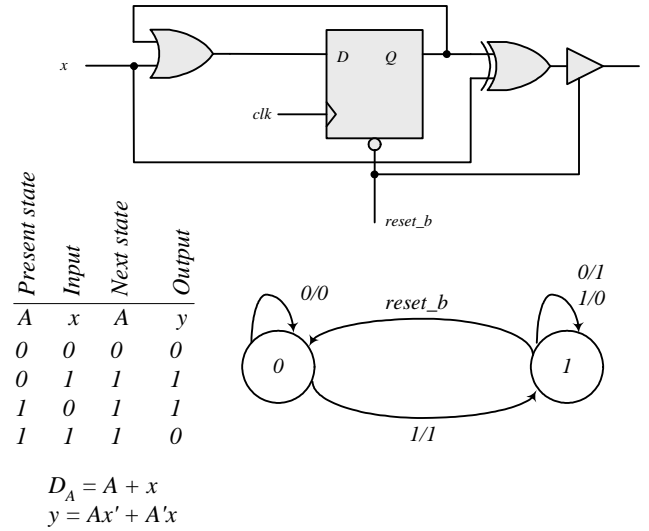 x
D Q
clk
reset_b
Present state
Input
Next state
Output
A x A y
0 0 0 0
0 1 1 1
1 0 1 1
1 1 1 0
0/0
reset_b
0/1
1/0
0
1
1/1
D_A = A + x
y = Ax' + A'x